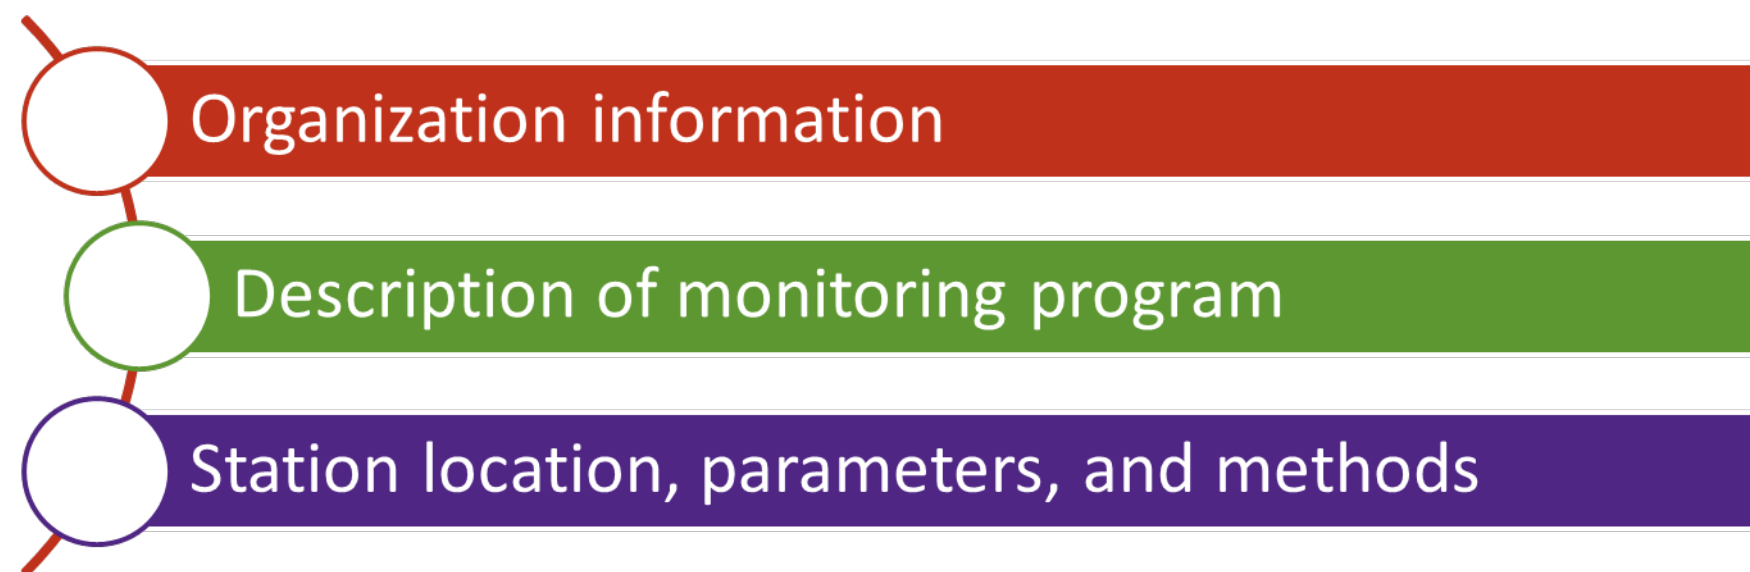 Organization information
Description of monitoring program
Station location, parameters, and methods